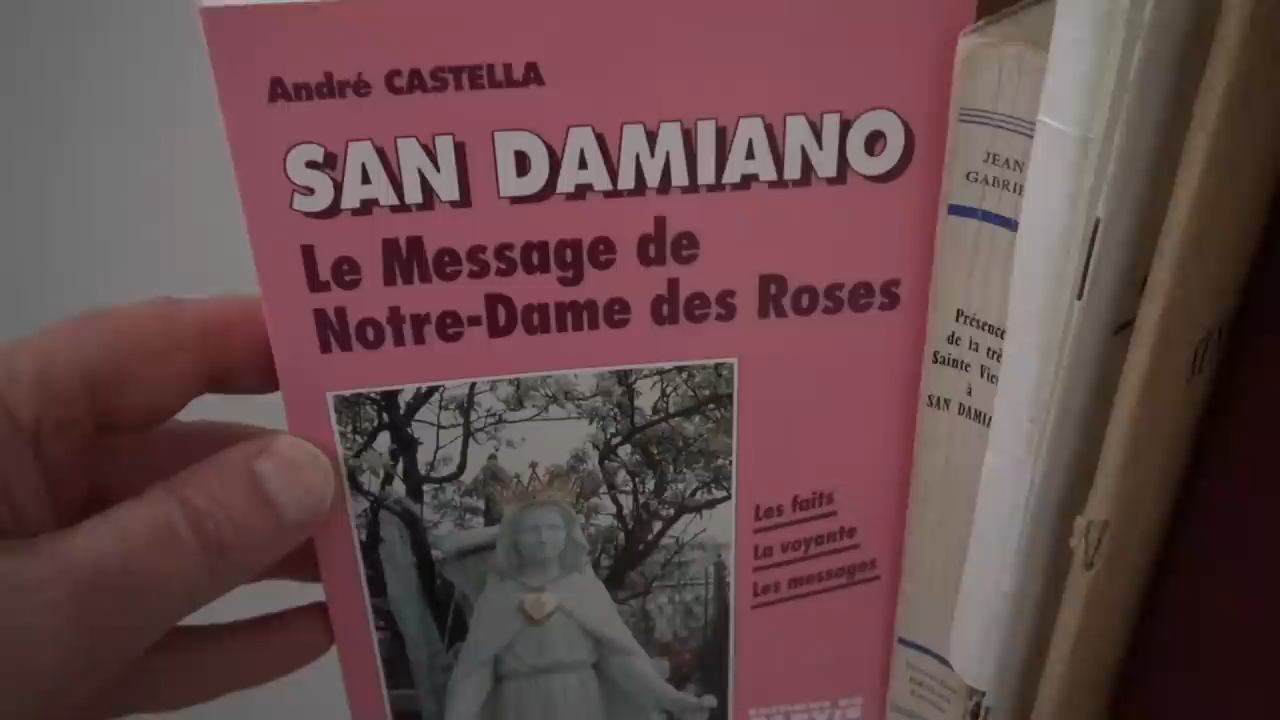 André CASTELLA
SAN DAMIANO
Le Message de
Notre-Dame des Roses
Les faits
La voyante
Les messages
JEAN
GABRIE
Présence
de la trè
Sainte Vie
à
SAN DAMIA